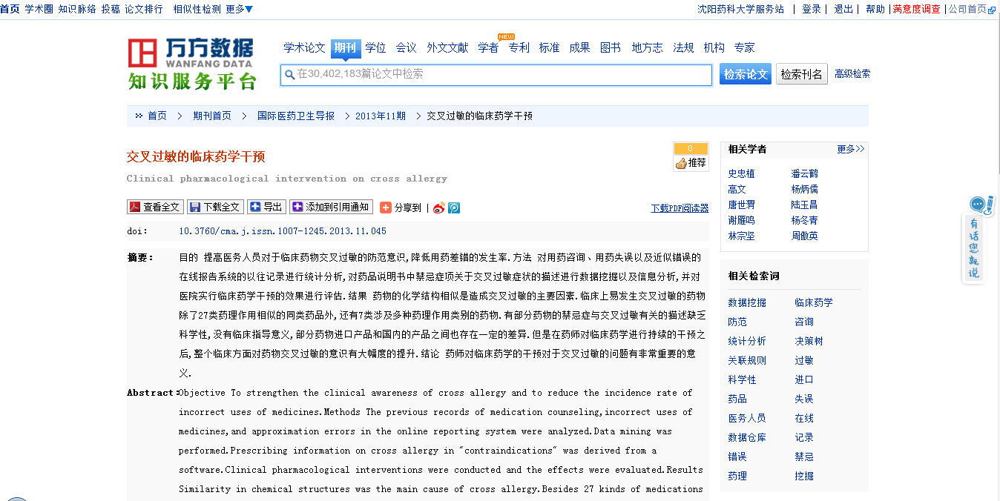 首页 学术圈 知识脉络 投稿 论文排行 相似性检测 更多▼ 沈阳药科大学服务站 | 登录 | 退出 | 帮助 | 满意度调查 | 公司首页
万方数据
WANFANG DATA
知识服务平台
NEW
学术论文 期刊 学位 会议 外文文献 学者 专利 标准 成果 图书 地方志 法规 机构 专家
在30,402,183篇论文中检索 检索论文 检索刊名 高级检索
首页 > 期刊首页 > 国际医药卫生导报 > 2013年11期 > 交叉过敏的临床药学干预
交叉过敏的临床药学干预
Clinical pharmacological intervention on cross allergy
0
推荐
查看全文 下载全文 导出 添加到引用通知 分享到 | 下载PDF阅读器
doi: 10.3760/cma.j.issn.1007-1245.2013.11.045
摘要: 目的 提高医务人员对于临床药物交叉过敏的防范意识,降低用药差错的发生率.方法 对用药咨询、用药失误以及近似错误的
在线报告系统的以往记录进行统计分析,对药品说明书中禁忌症项关于交叉过敏症状的描述进行数据挖掘以及信息分析,并对
医院实行临床药学干预的效果进行评估.结果 药物的化学结构相似是造成交叉过敏的主要因素.临床上易发生交叉过敏的药物
除了27类药理作用相似的同类药品外,还有7类涉及多种药理作用类别的药物.有部分药物的禁忌症与交叉过敏有关的描述缺乏
科学性,没有临床指导意义,部分药物进口产品和国内的产品之间也存在一定的差异.但是在药师对临床药学进行持续的干预之
后,整个临床方面对药物交叉过敏的意识有大幅度的提升.结论 药师对临床药学的干预对于交叉过敏的问题有非常重要的意
义.
Abstract: Objective To strengthen the clinical awareness of cross allergy and to reduce the incidence rate of
incorrect uses of medicines.Methods The previous records of medication counseling,incorrect uses of
medicines,and approximation errors in the online reporting system were analyzed.Data mining was
performed.Prescribing information on cross allergy in "contraindications" was derived from a
software.Clinical pharmacological interventions were conducted and the effects were evaluated.Results
Similarity in chemical structures was the main cause of cross allergy.Besides 27 kinds of medications
相关学者 更多>>
史忠植 潘云鹤
高文 杨炳儒
唐世渭 陆玉昌
谢雁鸣 杨冬青
林宗坚 周傲英
相关检索词
数据挖掘 临床药学
防范 咨询
统计分析 决策树
关联规则 过敏
科学性 进口
药品 失误
医务人员 在线
数据仓库 记录
错误 禁忌
药理 挖掘
有话您就说